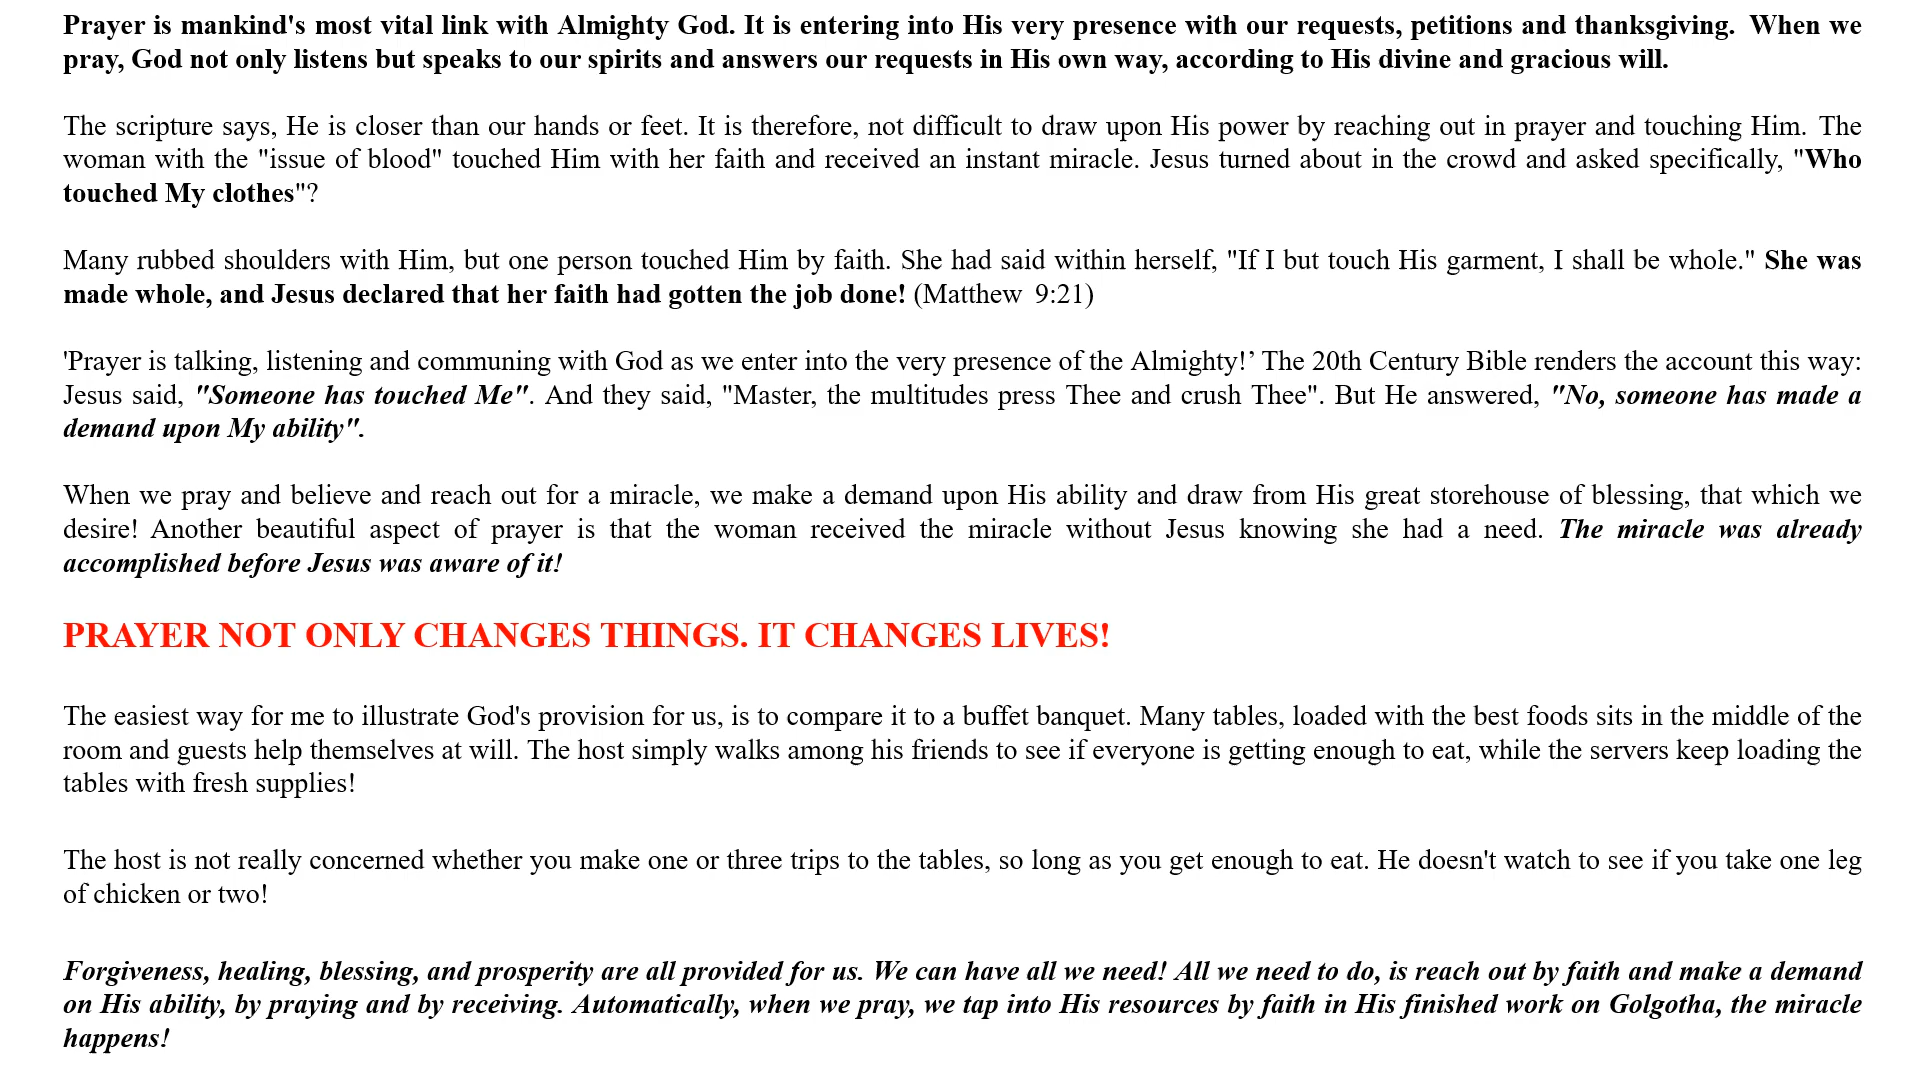 Prayer is mankind's most vital link with Almighty God. It is entering into His very presence with our requests, petitions and thanksgiving. When we
pray, God not only listens but speaks to our spirits and answers our requests in His own way, according to His divine and gracious will.
The scripture says, He is closer than our hands or feet. It is therefore, not difficult to draw upon His power by reaching out in prayer and touching Him. The
woman with the "issue of blood" touched Him with her faith and received an instant miracle. Jesus turned about in the crowd and asked specifically, "Who
touched My clothes"?
Many rubbed shoulders with Him, but one person touched Him by faith. She had said within herself, "If I but touch His garment, I shall be whole." She was
made whole, and Jesus declared that her faith had gotten the job done! (Matthew 9:21)
'Prayer is talking, listening and communing with God as we enter into the very presence of the Almighty!’ The 20th Century Bible renders the account this way:
Jesus said, "Someone has touched Me". And they said, "Master, the multitudes press Thee and crush Thee". But He answered, "No, someone has made a
demand upon My ability".
When we pray and believe and reach out for a miracle, we make a demand upon His ability and draw from His great storehouse of blessing, that which we
desire! Another beautiful aspect of prayer is that the woman received the miracle without Jesus knowing she had a need. The miracle was already
accomplished before Jesus was aware of it!
PRAYER NOT ONLY CHANGES THINGS. IT CHANGES LIVES!
The easiest way for me to illustrate God's provision for us, is to compare it to a buffet banquet. Many tables, loaded with the best foods sits in the middle of the
room and guests help themselves at will. The host simply walks among his friends to see if everyone is getting enough to eat, while the servers keep loading the
tables with fresh supplies!
The host is not really concerned whether you make one or three trips to the tables, so long as you get enough to eat. He doesn't watch to see if you take one leg
of chicken or two!
Forgiveness, healing, blessing, and prosperity are all provided for us. We can have all we need! All we need to do, is reach out by faith and make a demand
on His ability, by praying and by receiving. Automatically, when we pray, we tap into His resources by faith in His finished work on Golgotha, the miracle
happens!